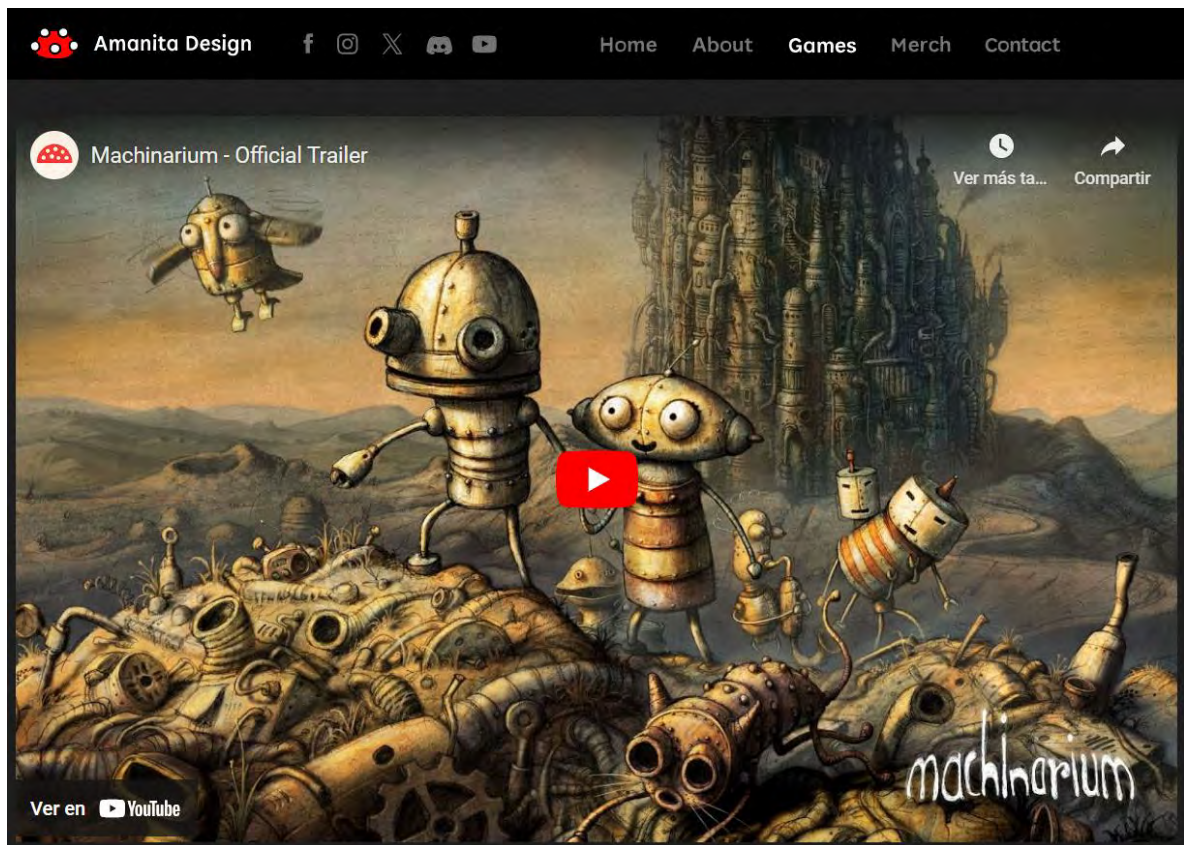 Amanita Design
Home About Games Merch Contact
Machinarium - Official Trailer
Ver más ta...
Compartir
machinarium
Ver en YouTube